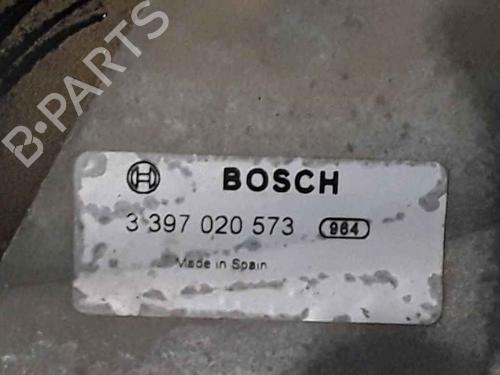 B-PARTS
BOSCH
3 397 020 573 964
Made in Spain